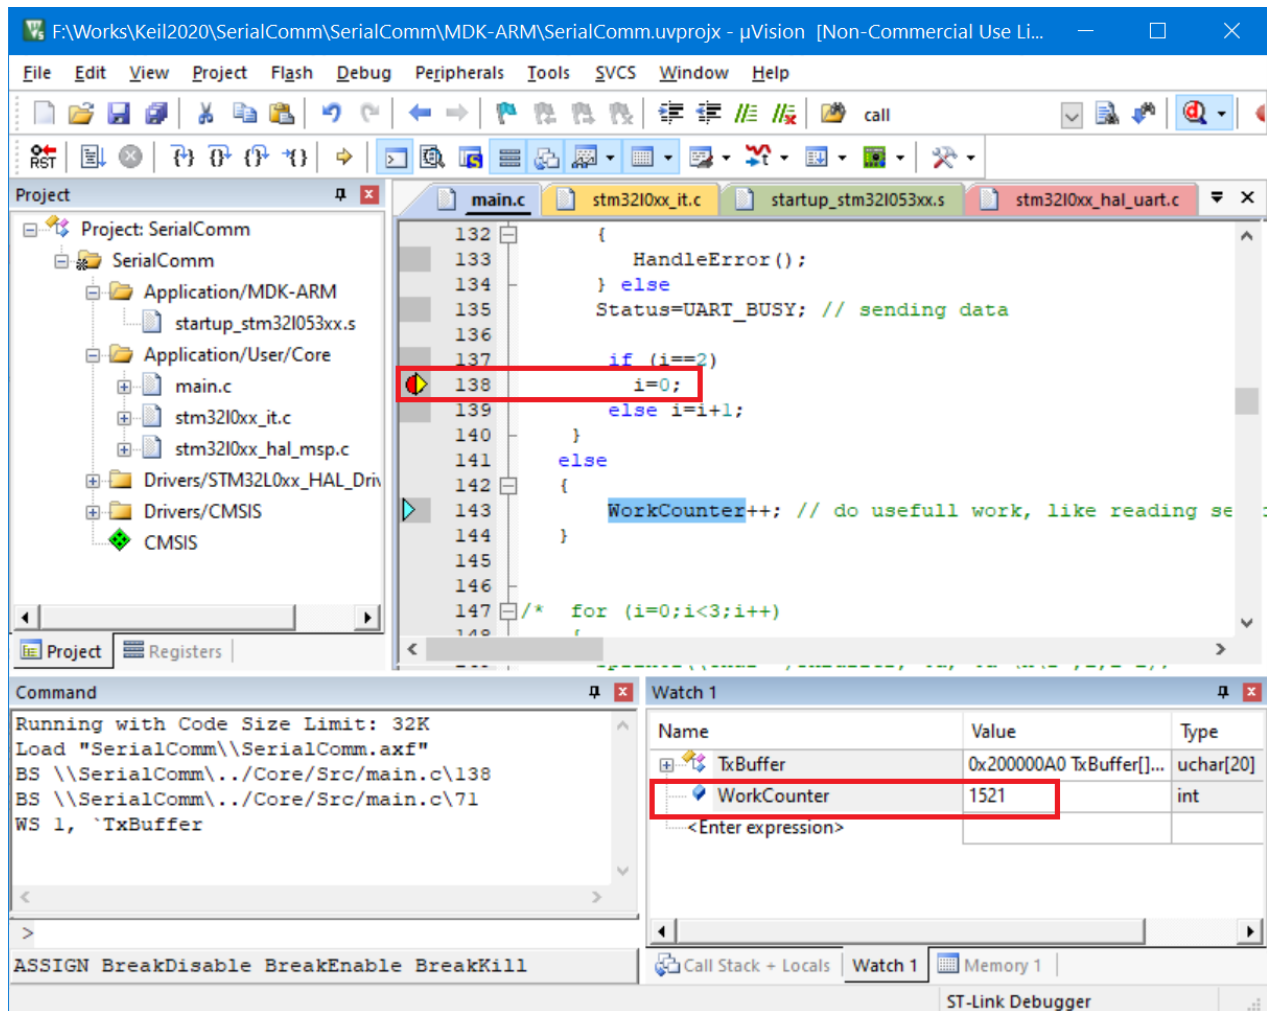 F:\Works\Keil2020\SerialComm\SerialComm\MDK-ARM\SerialComm.uvprojx - µVision [Non-Commercial Use Li...
File Edit View Project Flash Debug Peripherals Tools SVCS Window Help
call
RST
Project
main.c stm32l0xx_it.c startup_stm32l053xx.s stm32l0xx_hal_uart.c
Project: SerialComm
SerialComm
Application/MDK-ARM
startup_stm32l053xx.s
Application/User/Core
main.c
stm32l0xx_it.c
stm32l0xx_hal_msp.c
Drivers/STM32L0xx_HAL_Driv
Drivers/CMSIS
CMSIS
Project Registers
132 {
133 HandleError();
134 } else
135 Status=UART_BUSY; // sending data
136
137 if (i==2)
138 i=0;
139 else i=i+1;
140 }
141 else
142 {
143 WorkCounter++; // do usefull work, like reading se
144 }
145
146
147 /* for (i=0;i<3;i++)
148 {
Command
Running with Code Size Limit: 32K
Load "SerialComm\\SerialComm.axf"
BS \\SerialComm\../Core/Src/main.c\138
BS \\SerialComm\../Core/Src/main.c\71
WS 1, `TxBuffer
>
ASSIGN BreakDisable BreakEnable BreakKill
Watch 1
Name Value Type
TxBuffer 0x200000A0 TxBuffer[]... uchar[20]
WorkCounter 1521 int
<Enter expression>
Call Stack + Locals Watch 1 Memory 1
ST-Link Debugger